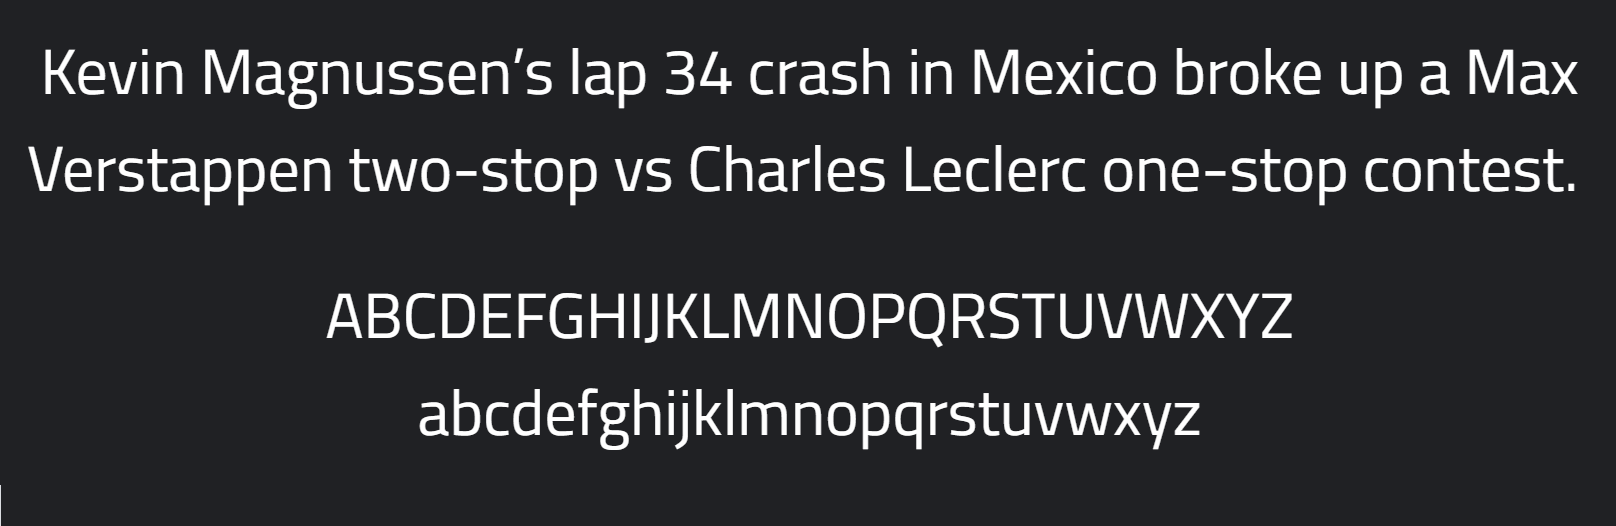 Kevin Magnussen’s lap 34 crash in Mexico broke up a Max
Verstappen two-stop vs Charles Leclerc one-stop contest.
ABCDEFGHIJKLMNOPQRSTUVWXYZ
abcdefghijklmnopqrstuvwxyz